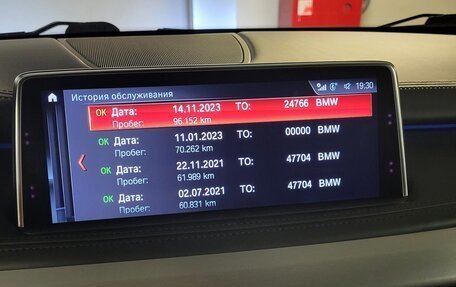 19:30
История обслуживания
OK Дата: 14.11.2023 ТО: 24766 BMW
Пробег: 96.152 km
OK Дата: 11.01.2023 ТО: 00000 BMW
Пробег: 70.262 km
OK Дата: 22.11.2021 ТО: 47704 BMW
Пробег: 61.989 km
OK Дата: 02.07.2021 ТО: 47704 BMW
Пробег: 60.831 km